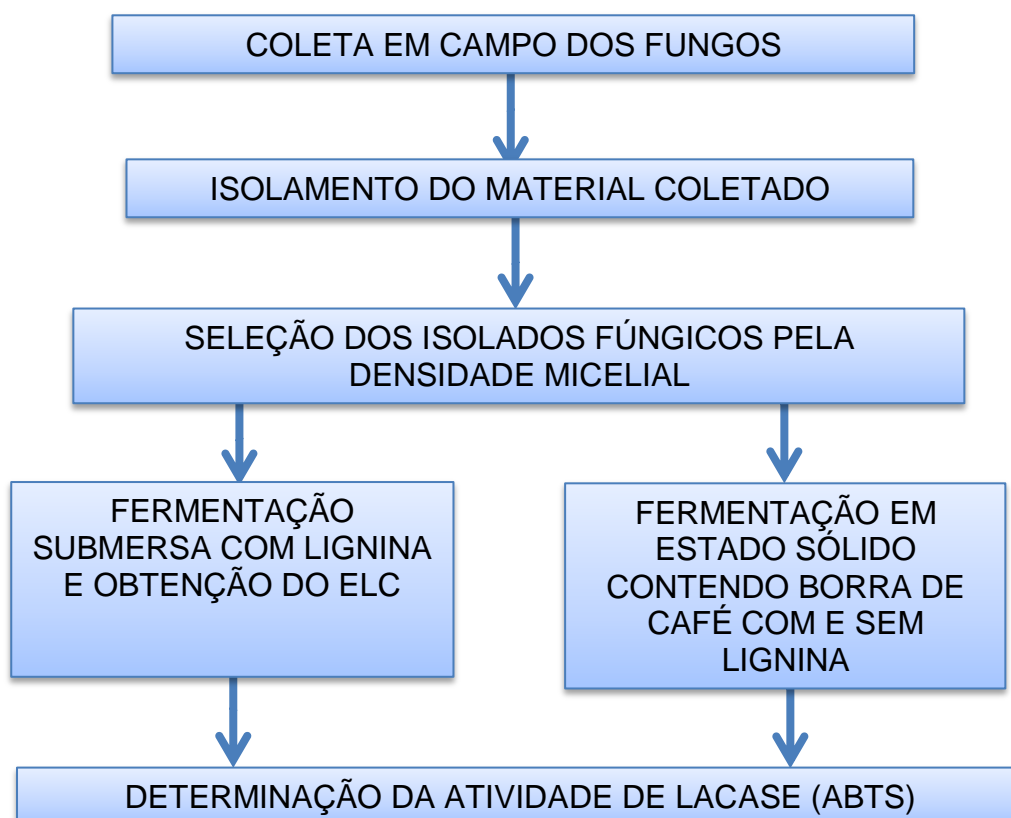 COLETA EM CAMPO DOS FUNGOS
ISOLAMENTO DO MATERIAL COLETADO
SELEÇÃO DOS ISOLADOS FÚNGICOS PELA
DENSIDADE MICELIAL
FERMENTAÇÃO
SUBMERSA COM LIGNINA
E OBTENÇÃO DO ELC
FERMENTAÇÃO EM
ESTADO SÓLIDO
CONTENDO BORRA DE
CAFÉ COM E SEM
LIGNINA
DETERMINAÇÃO DA ATIVIDADE DE LACASE (ABTS)